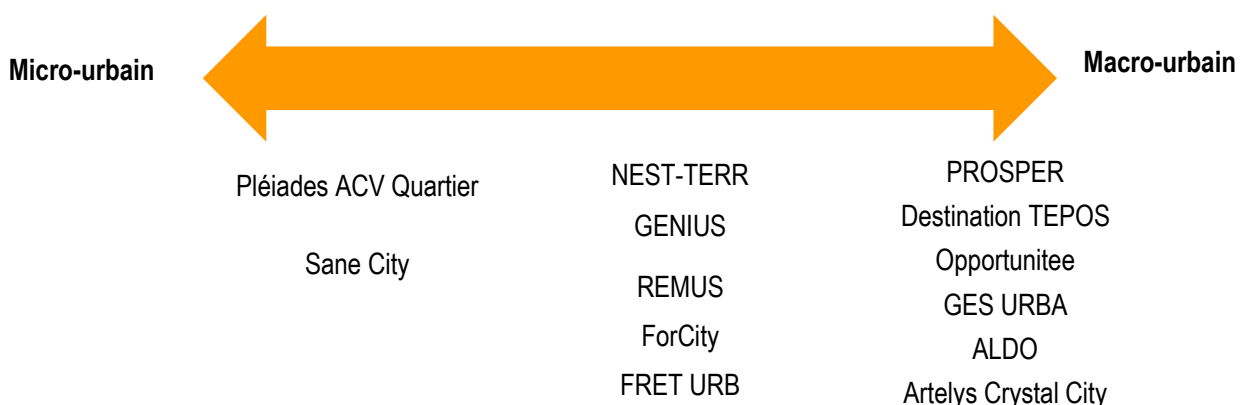 Micro-urbain
Macro-urbain
Pléiades ACV Quartier
Sane City
NEST-TERR
GENIUS
REMUS
ForCity
FRET URB
PROSPER
Destination TEPOS
Opportunitee
GES URBA
ALDO
Artelys Crystal City